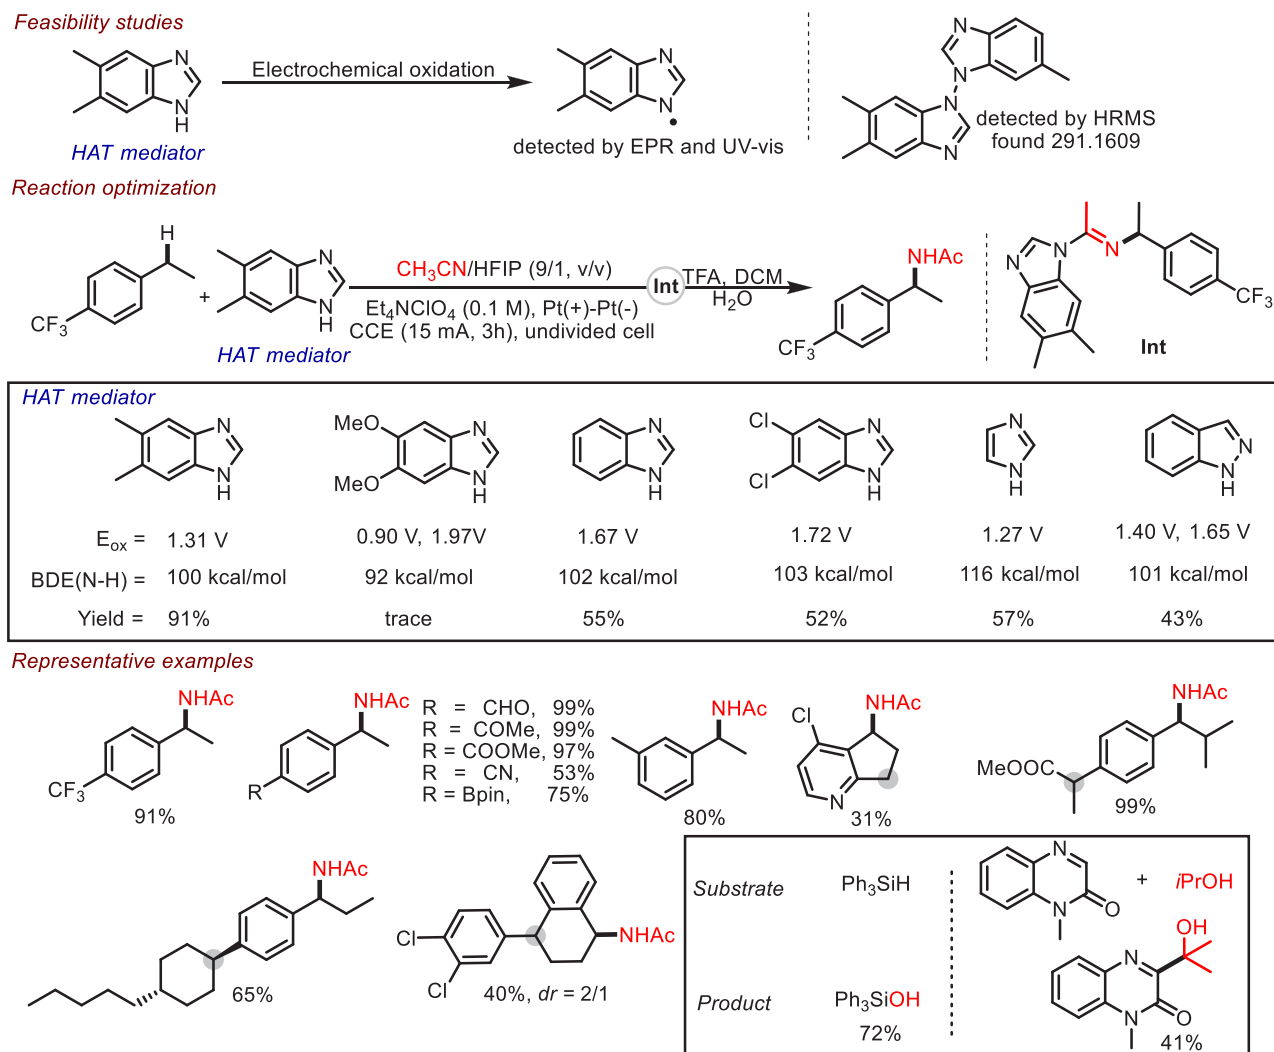 Feasibility studies
N
N
H
HAT mediator
Electrochemical oxidation
N
N
•
detected by EPR and UV-vis
N
N
N
N
detected by HRMS
found 291.1609
Reaction optimization
H
CF3
+
N
N
H
HAT mediator
CH3CN/HFIP (9/1, v/v)
Et4NClO4 (0.1 M), Pt(+)-Pt(-)
CCE (15 mA, 3h), undivided cell
Int
TFA, DCM
H2O
NHAc
CF3
N
N
N
CF3
Int
HAT mediator
N
N
H
MeO
MeO
N
N
H
N
N
H
Cl
Cl
N
N
H
N
N
H
N
N
H
Eox = 1.31 V 0.90 V, 1.97V 1.67 V 1.72 V 1.27 V 1.40 V, 1.65 V
BDE(N-H) = 100 kcal/mol 92 kcal/mol 102 kcal/mol 103 kcal/mol 116 kcal/mol 101 kcal/mol
Yield = 91% trace 55% 52% 57% 43%
Representative examples
NHAc
CF3
91%
NHAc
R
R = CHO, 99%
R = COMe, 99%
R = COOMe, 97%
R = CN, 53%
R = Bpin, 75%
NHAc
80%
Cl
NHAc
N
31%
NHAc
MeOOC
99%
NHAc
65%
Cl
Cl
NHAc
40%, dr = 2/1
Substrate
Ph3SiH
N
N
O
+
iPrOH
Product
Ph3SiOH
72%
OH
N
N
O
41%